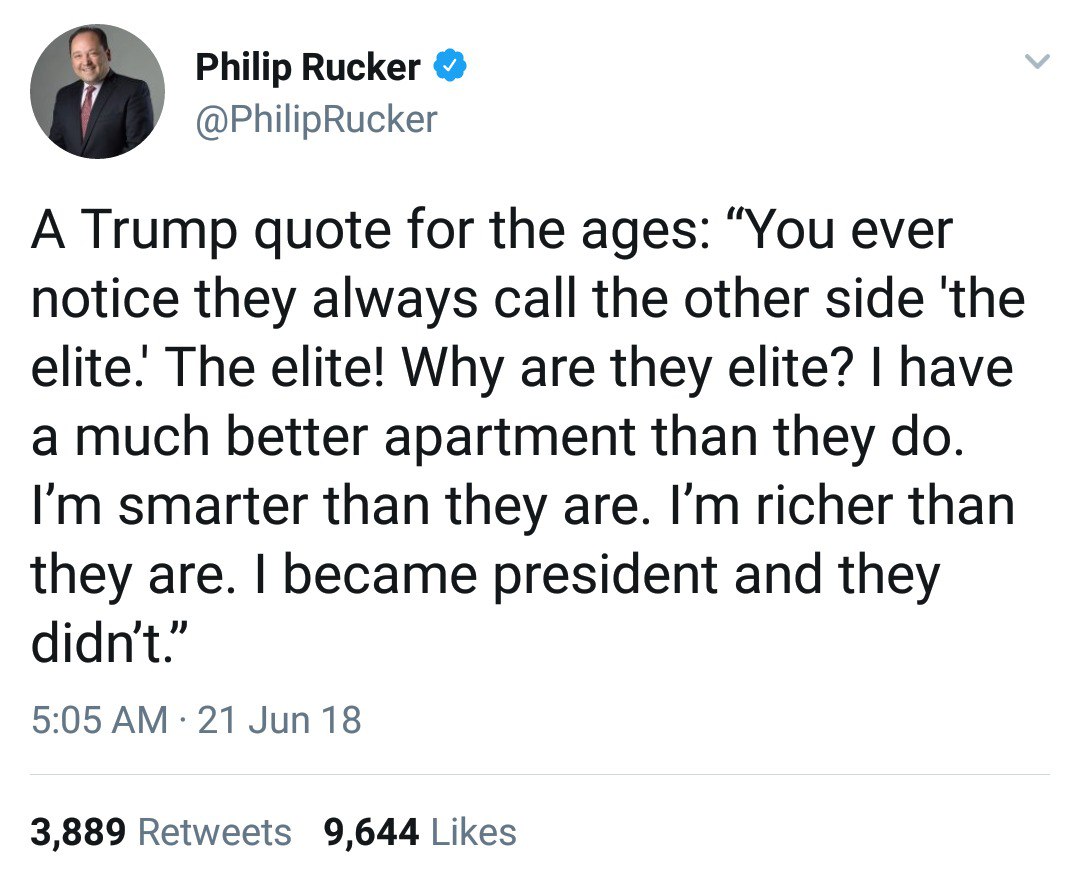 Philip Rucker
@PhilipRucker
A Trump quote for the ages: “You ever
notice they always call the other side 'the
elite.' The elite! Why are they elite? I have
a much better apartment than they do.
I’m smarter than they are. I’m richer than
they are. I became president and they
didn’t.”
5:05 AM · 21 Jun 18
3,889 Retweets 9,644 Likes